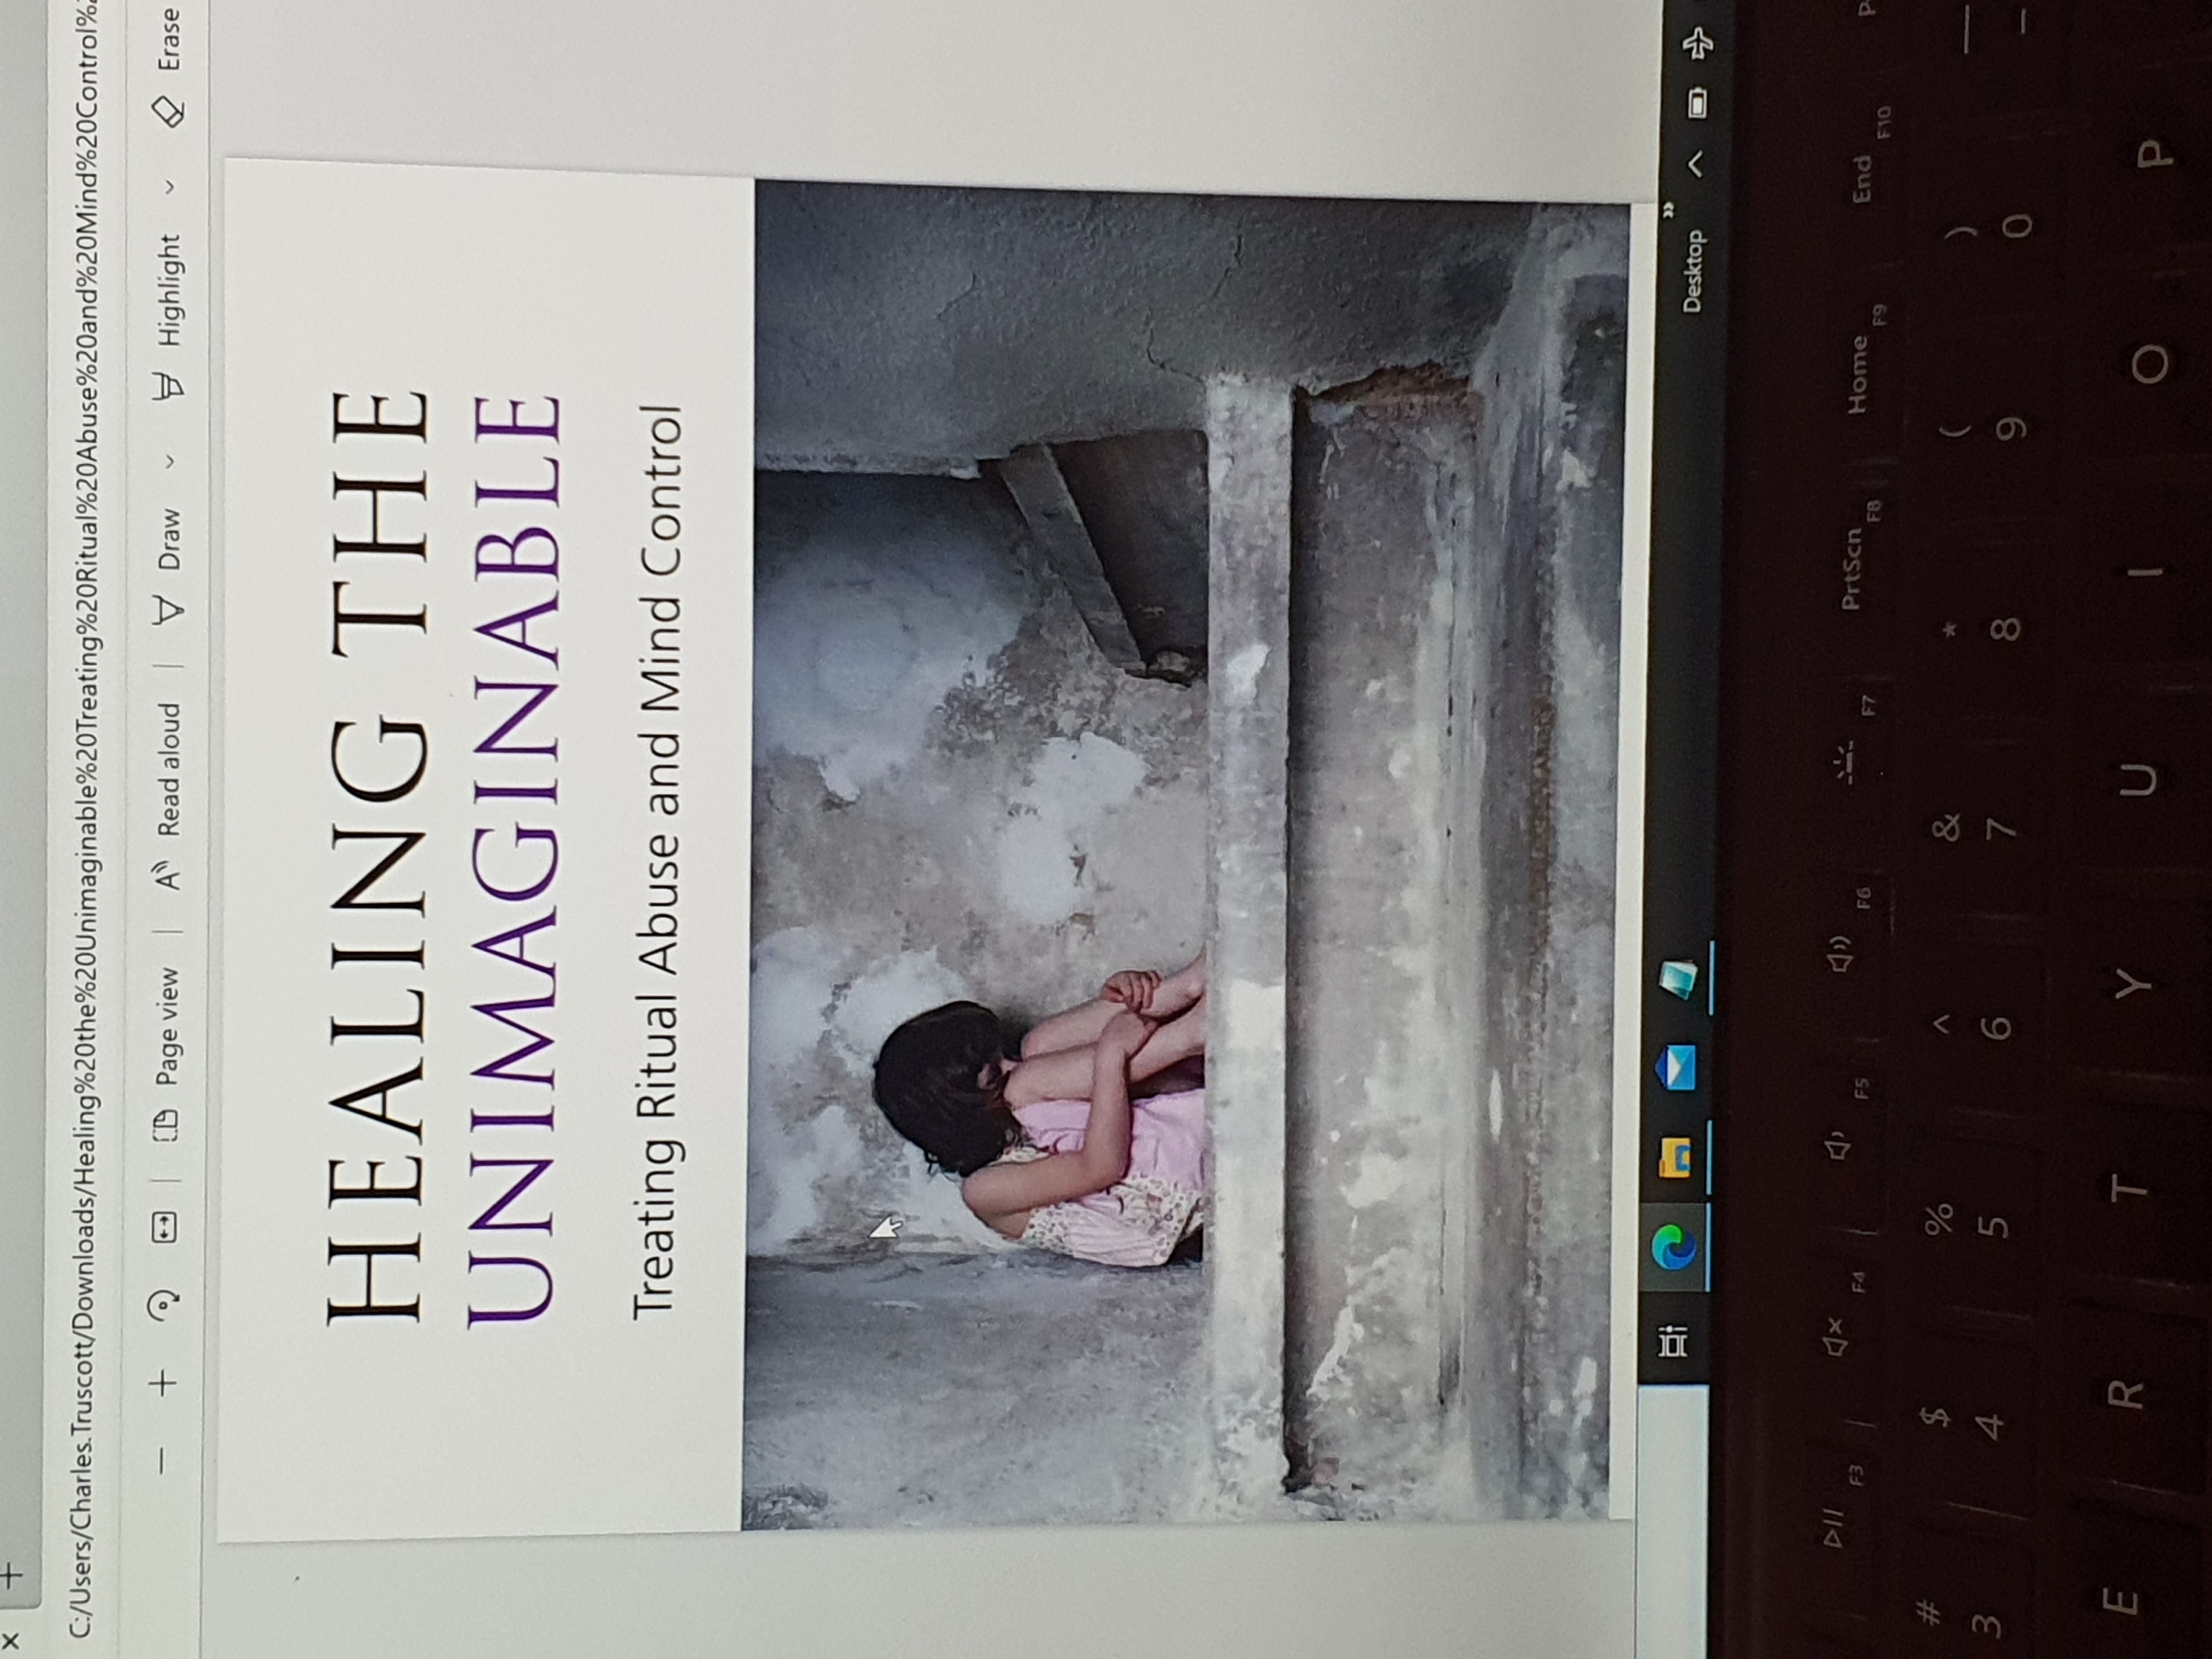 C:/Users/Charles.Truscott/Downloads/Healing%20the%20Unimaginable%20Treating%20Ritual%20Abuse%20and%20Mind%20Control%
Page view
Read aloud
Draw
Highlight
Erase
HEALING THE
UNIMAGINABLE
Treating Ritual Abuse and Mind Control
Desktop
F3 F4 F5 F6 F7 PrtScn F8 Home F9 End F10
# $ % ^ & * ( )
3 4 5 6 7 8 9 0
E R T Y U I O P